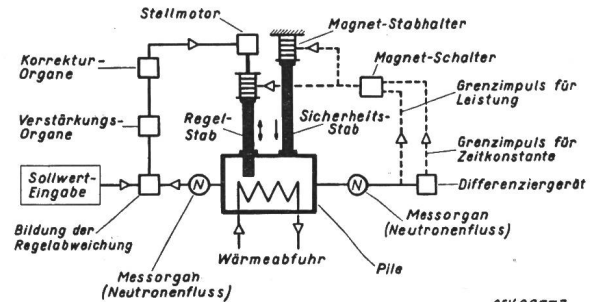 Stellmotor
Magnet-Stabhalter
Korrektur-
Organe
Magnet-Schalter
Grenzimpuls für
Leistung
Verstärkungs-
Organe
Regel-
Stab
Sicherheits-
Stab
Grenzimpuls für
Zeitkonstante
Sollwert-
Eingabe
N
N
Differenziergerät
Bildung der
Regelabweichung
Messorgan
(Neutronenfluss)
Wärmeabfuhr
Messorgan
(Neutronenfluss)
Pile